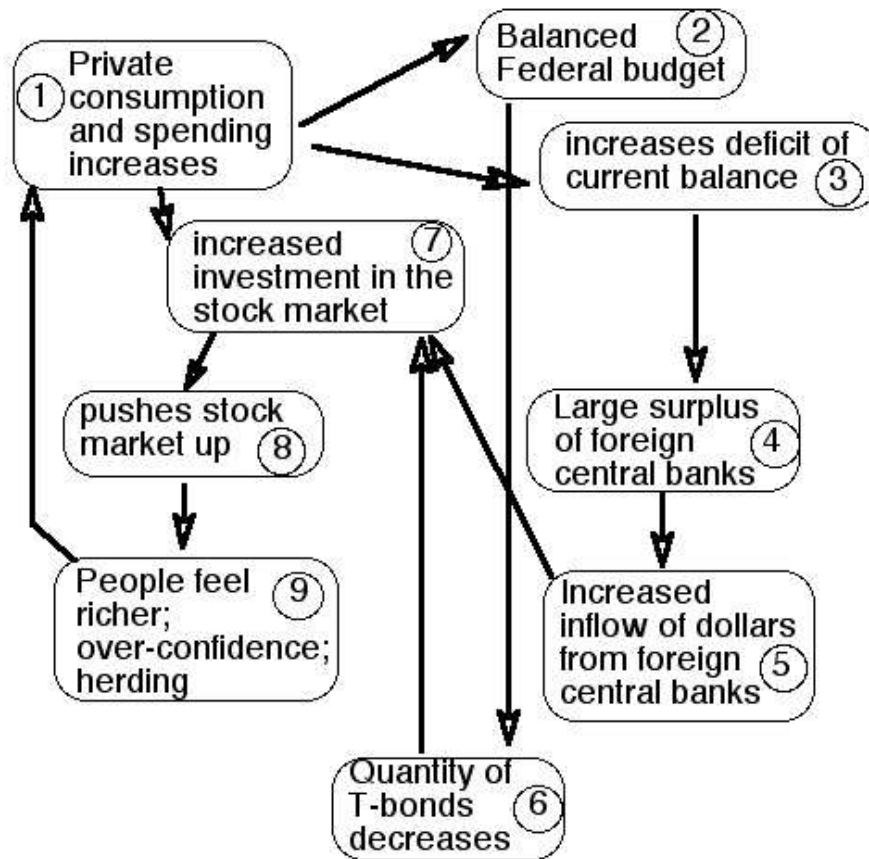 1
Private
consumption
and spending
increases
2
Balanced
Federal budget
3
increases deficit of
current balance
7
increased
investment in the
stock market
pushes stock
market up
8
Large surplus
of foreign
central banks
4
People feel
richer;
over-confidence;
herding
9
Increased
inflow of dollars
from foreign
central banks
5
Quantity of
T-bonds
decreases
6